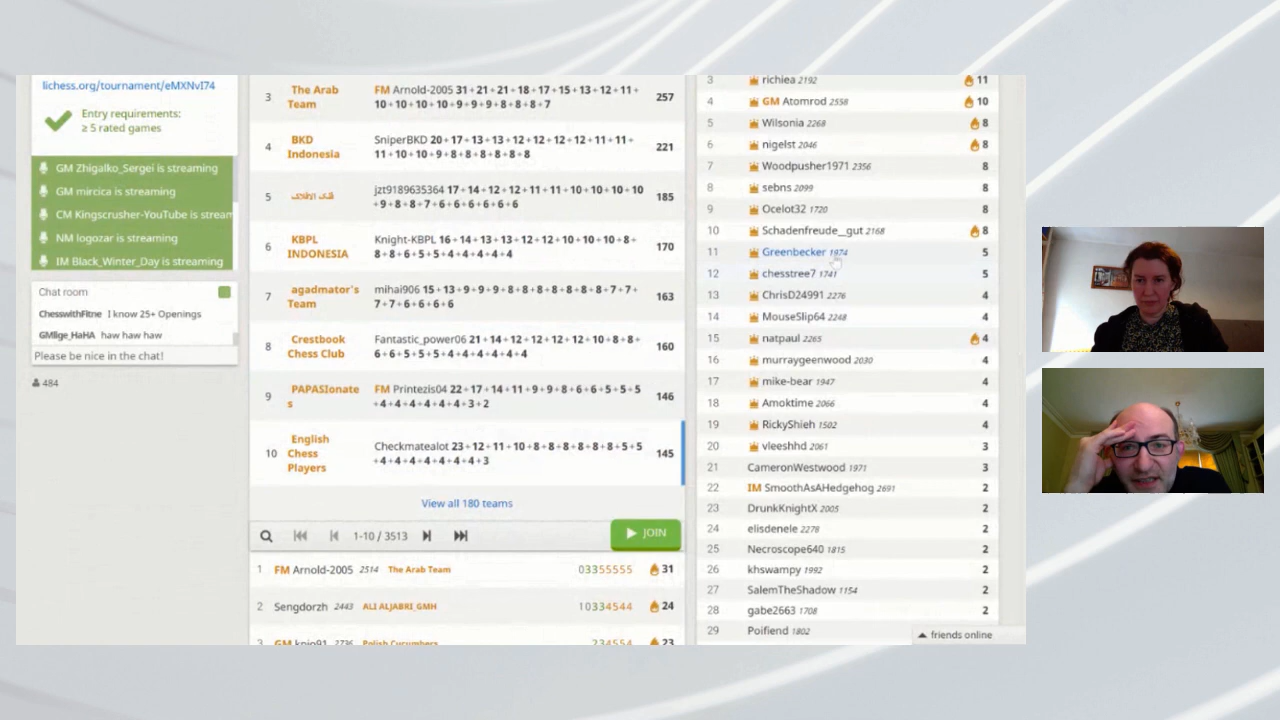 lichess.org/tournament/eMXNvI74
Entry requirements:
≥ 5 rated games
GM Zhigalko_Sergei is streaming
GM mircica is streaming
CM Kingscrusher-YouTube is strean
NM logozar is streaming
IM Black_Winter_Day is streaming
Chat room
ChesswithFitne I know 25+ Openings
GMIige_HaHA haw haw haw
Please be nice in the chat!
484
3 The Arab Team FM Arnold-2005 31+21+21+18+17+15+13+12+11+ 257
10+10+10+10+9+9+9+8+8+8+7
4 BKD Indonesia SniperBKD 20+17+13+13+12+12+12+12+11+11+ 221
11+10+10+9+8+8+8+8+8+8
5 jzt9189635364 17+14+12+12+11+11+10+10+10+10 185
+9+8+8+7+6+6+6+6+6+6
6 KBPL INDONESIA Knight-KBPL 16+14+13+13+12+12+10+10+10+8+ 170
8+8+6+5+5+4+4+4+4+4
7 agadmator's Team mihai906 15+13+9+9+9+8+8+8+8+8+8+7+7+ 163
7+7+7+6+6+6+6
8 Crestbook Chess Club Fantastic_power06 21+14+12+12+12+12+10+8+8+ 160
6+6+5+5+5+4+4+4+4+4+4
9 PAPASIonates FM Printezis04 22+17+14+11+9+9+8+6+6+5+5+5 146
+4+4+4+4+4+4+3+2
10 English Chess Players Checkmatealot 23+12+11+10+8+8+8+8+8+8+5+5 145
+4+4+4+4+4+4+4+3
View all 180 teams
1-10 / 3513 JOIN
1 FM Arnold-2005 2514 The Arab Team 03355555 31
2 Sengdorzh 2443 ALI ALJABRI_GMH 10334544 24
3 GM knio91 2736 Polish Cucumbers 234554 23
3 richiea 2192 11
4 GM Atomrod 2558 10
5 Wilsonia 2268 8
6 nigelst 2046 8
7 Woodpusher1971 2356 8
8 sebns 2099 8
9 Ocelot32 1720 8
10 Schadenfreude_gut 2168 8
11 Greenbecker 1974 5
12 chesstree7 1741 5
13 ChrisD24991 2276 4
14 MouseSlip64 2248 4
15 natpaul 2265 4
16 murraygeenwood 2030 4
17 mike-bear 1947 4
18 Amoktime 2066 4
19 RickyShieh 1502 4
20 vleeshhd 2061 3
21 CameronWestwood 1971 3
22 IM SmoothAsAHedgehog 2691 2
23 DrunkKnightX 2005 2
24 elisdenele 2278 2
25 Necroscope640 1815 2
26 khswampy 1992 2
27 SalemTheShadow 1154 2
28 gabe2663 1708 2
29 Poifiend 1802
friends online